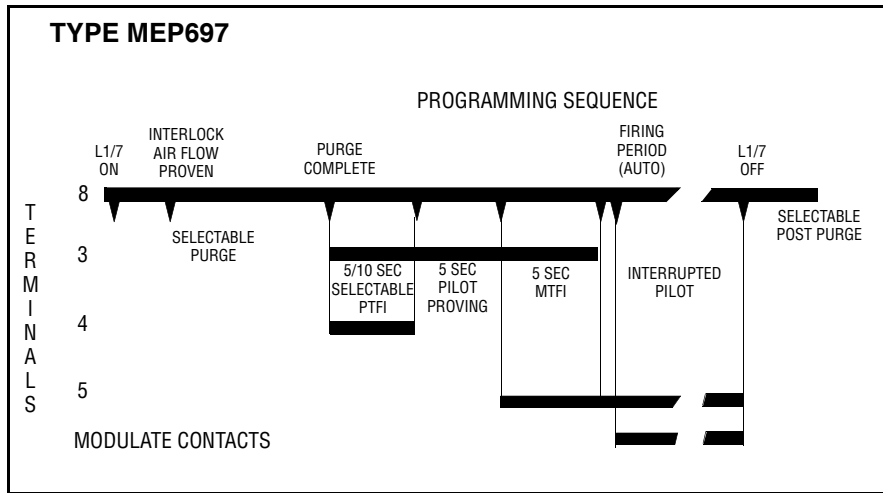 TYPE MEP697
PROGRAMMING SEQUENCE
L1/7
ON
INTERLOCK
AIR FLOW
PROVEN
PURGE
COMPLETE
FIRING
PERIOD
(AUTO)
L1/7
OFF
TERMINALS
8
SELECTABLE
PURGE
SELECTABLE
POST PURGE
3
5/10 SEC
SELECTABLE
PTFI
5 SEC
PILOT
PROVING
5 SEC
MTFI
INTERRUPTED
PILOT
4
5
MODULATE CONTACTS